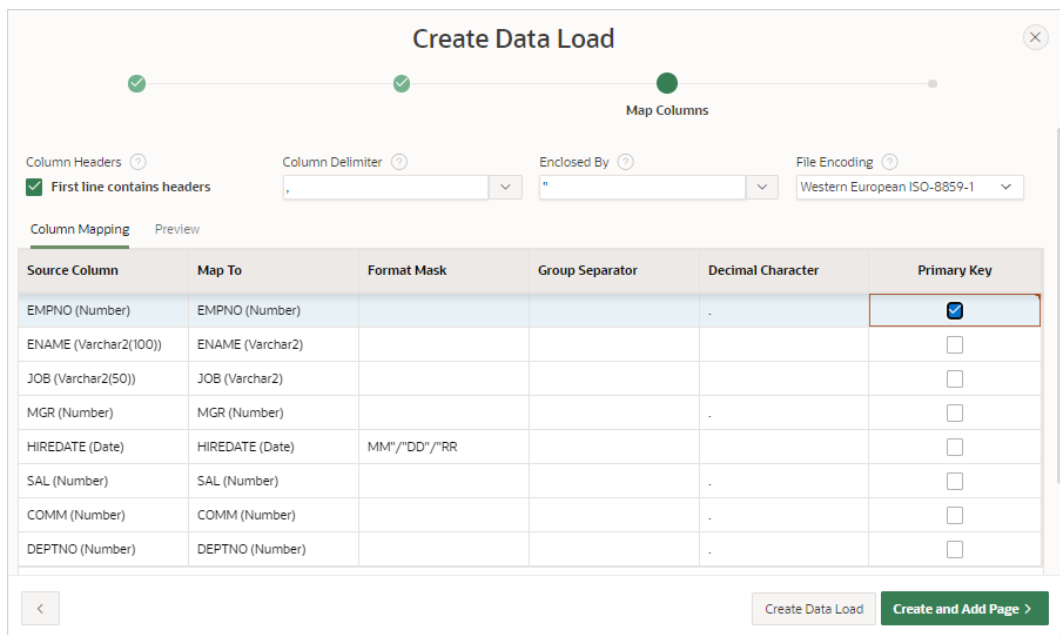 Create Data Load
Map Columns
Column Headers ? Column Delimiter ? Enclosed By ? File Encoding ?
First line contains headers , " Western European ISO-8859-1
Column Mapping Preview
Source Column Map To Format Mask Group Separator Decimal Character Primary Key
EMPNO (Number) EMPNO (Number) .
ENAME (Varchar2(100)) ENAME (Varchar2)
JOB (Varchar2(50)) JOB (Varchar2)
MGR (Number) MGR (Number) .
HIREDATE (Date) HIREDATE (Date) MM"/"DD"/"RR
SAL (Number) SAL (Number) .
COMM (Number) COMM (Number) .
DEPTNO (Number) DEPTNO (Number) .
Create Data Load Create and Add Page >